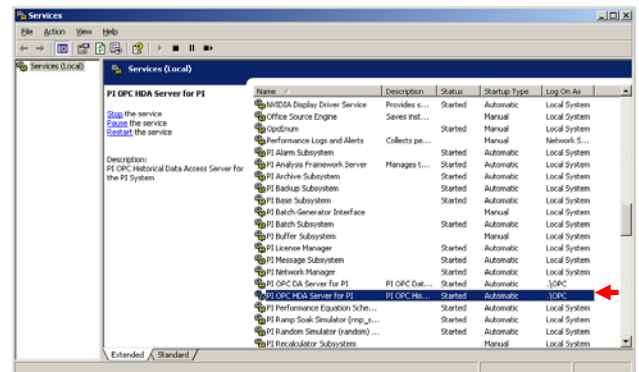 Services
File Action View Help
Services (Local)
Services (Local)
PI OPC HDA Server for PI
Stop the service
Pause the service
Restart the service
Description:
PI OPC Historical Data Access Server for
the PI System
Name Description Status Startup Type Log On As
NVIDIA Display Driver Service Provides s... Started Automatic Local System
Office Source Engine Saves inst... Manual Local System
OpcEnum Started Automatic Local System
Performance Logs and Alerts Collects pe... Manual Network S...
PI Alarm Subsystem Started Automatic Local System
PI Analysis Framework Server Manages t... Started Automatic Local System
PI Archive Subsystem Started Automatic Local System
PI Backup Subsystem Started Automatic Local System
PI Base Subsystem Started Automatic Local System
PI Batch Generator Interface Manual Local System
PI Batch Subsystem Started Automatic Local System
PI Buffer Subsystem Manual Local System
PI License Manager Started Automatic Local System
PI Message Subsystem Started Automatic Local System
PI Network Manager Started Automatic Local System
PI OPC DA Server for PI PI OPC Dat... Started Automatic .\OPC
PI OPC HDA Server for PI PI OPC His... Started Automatic .\OPC
PI Performance Equation Sche... Started Automatic Local System
PI Ramp Soak Simulator (rmp_s... Started Automatic Local System
PI Random Simulator (random) ... Started Automatic Local System
PI Recalculator Subsystem Manual Local System
Extended Standard